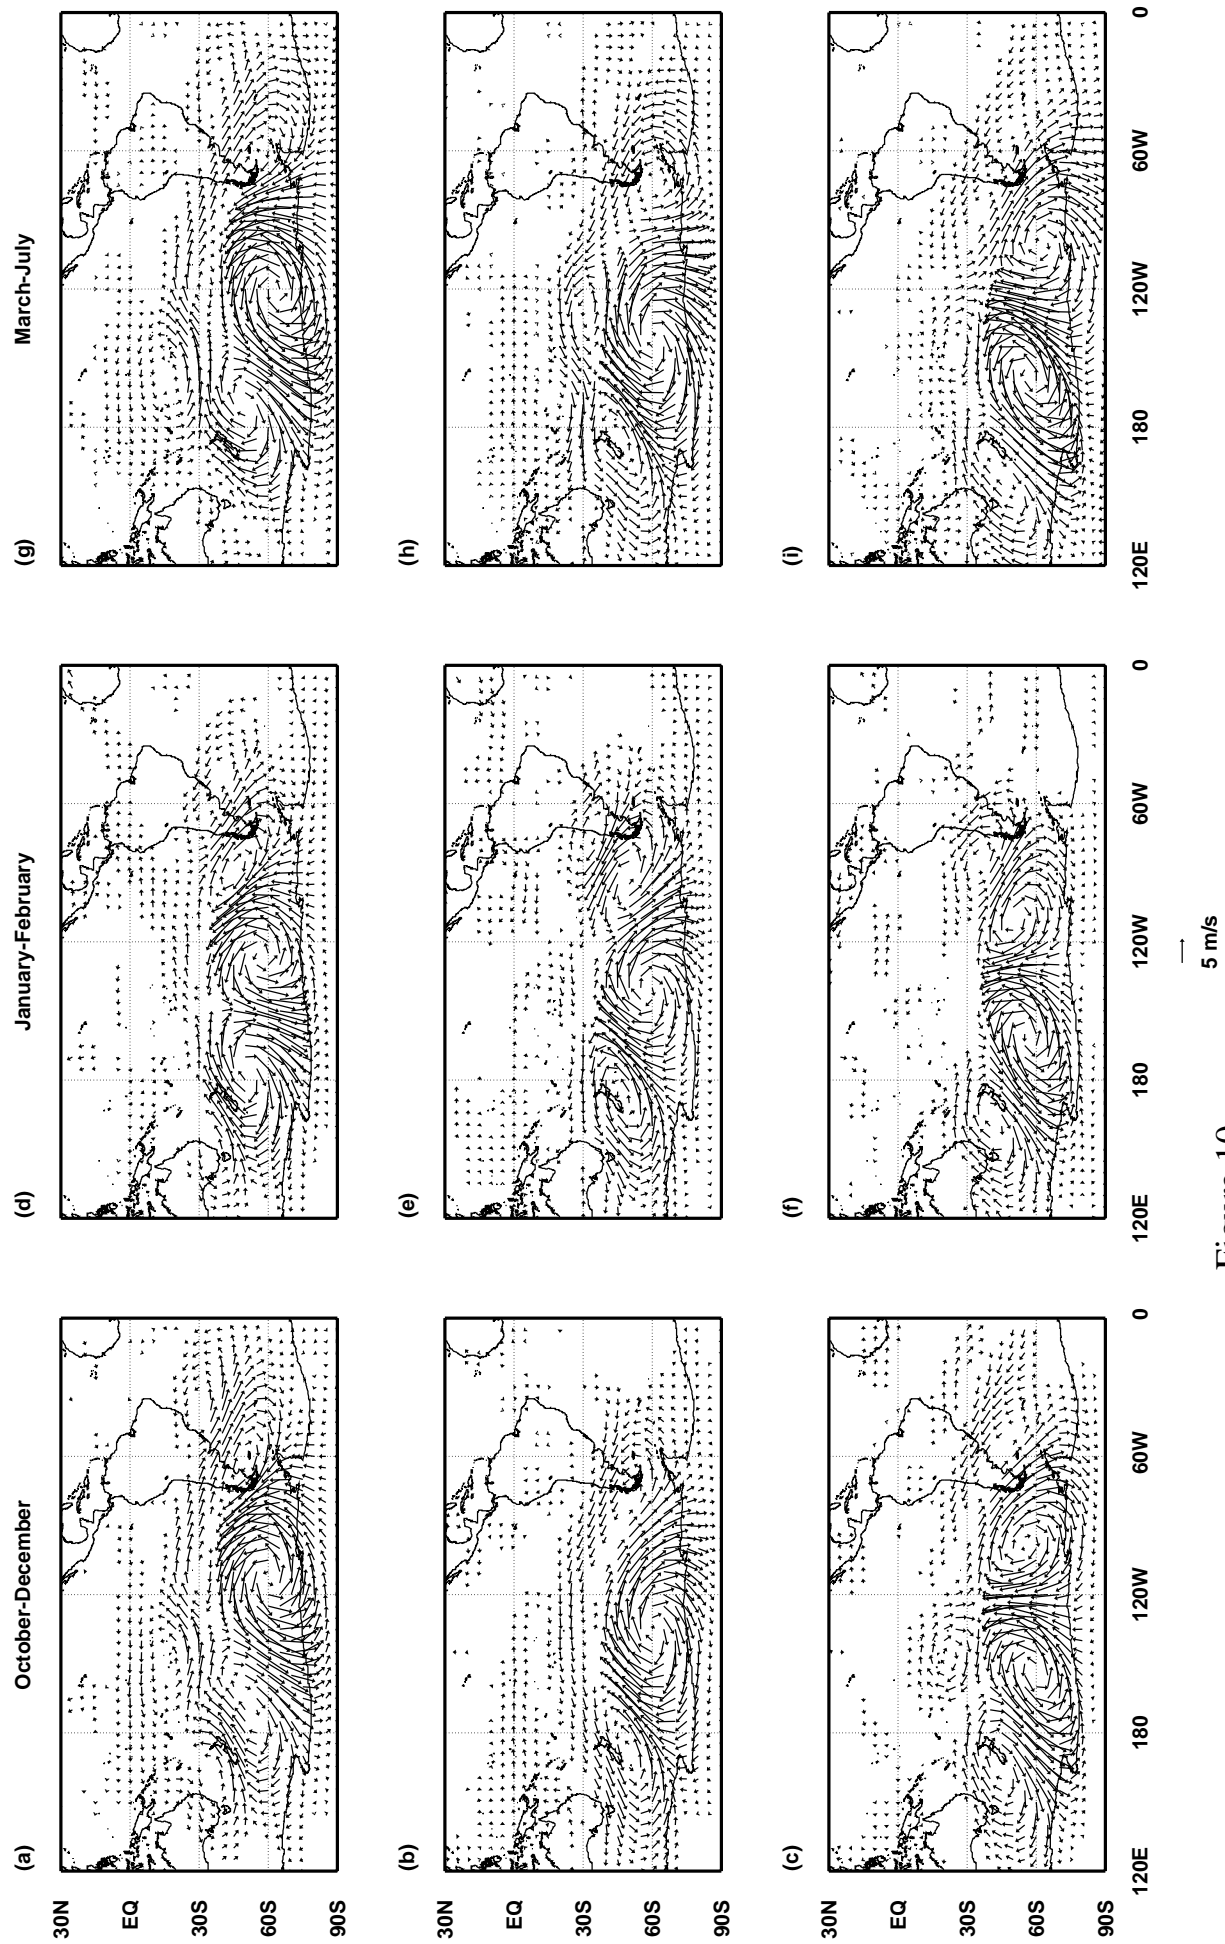 October-December
January-February
March-July
(a)
(d)
(g)
30N
EQ
30S
60S
90S
(b)
(e)
(h)
30N
EQ
30S
60S
90S
(c)
(f)
(i)
30N
EQ
30S
60S
90S
120E 180 120W 60W 0
120E 180 120W 60W 0
120E 180 120W 60W 0
5 m/s
Figure 10